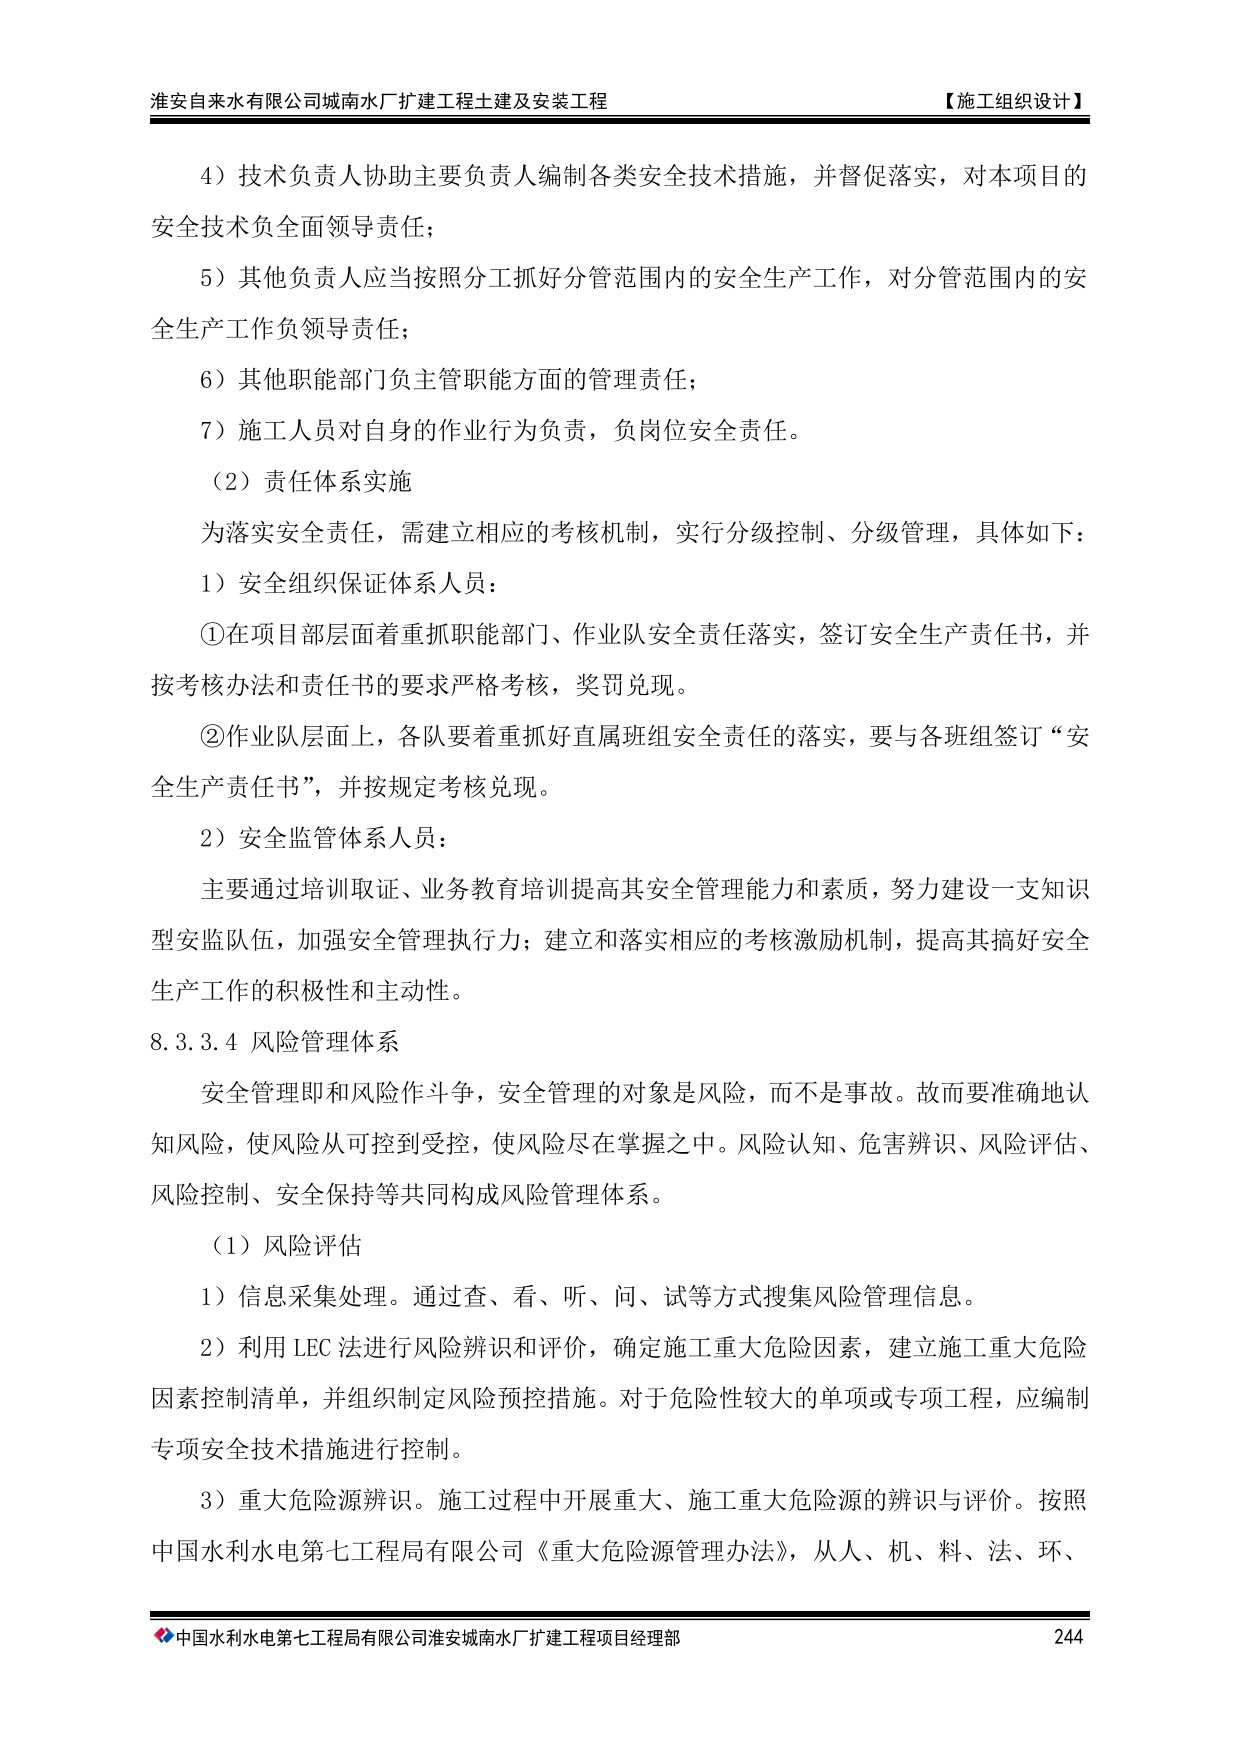 淮安自来水有限公司城南水厂扩建工程土建及安装工程 【施工组织设计】
4）技术负责人协助主要负责人编制各类安全技术措施，并督促落实，对本项目的
安全技术负全面领导责任；
5）其他负责人应当按照分工抓好分管范围内的安全生产工作，对分管范围内的安
全生产工作负领导责任；
6）其他职能部门负主管职能方面的管理责任；
7）施工人员对自身的作业行为负责，负岗位安全责任。
（2）责任体系实施
为落实安全责任，需建立相应的考核机制，实行分级控制、分级管理，具体如下：
1）安全组织保证体系人员：
①在项目部层面着重抓职能部门、作业队安全责任落实，签订安全生产责任书，并
按考核办法和责任书的要求严格考核，奖罚兑现。
②作业队层面上，各队要着重抓好直属班组安全责任的落实，要与各班组签订“安
全生产责任书”，并按规定考核兑现。
2）安全监管体系人员：
主要通过培训取证、业务教育培训提高其安全管理能力和素质，努力建设一支知识
型安监队伍，加强安全管理执行力；建立和落实相应的考核激励机制，提高其搞好安全
生产工作的积极性和主动性。
8.3.3.4 风险管理体系
安全管理即和风险作斗争，安全管理的对象是风险，而不是事故。故而要准确地认
知风险，使风险从可控到受控，使风险尽在掌握之中。风险认知、危害辨识、风险评估、
风险控制、安全保持等共同构成风险管理体系。
（1）风险评估
1）信息采集处理。通过查、看、听、问、试等方式搜集风险管理信息。
2）利用 LEC 法进行风险辨识和评价，确定施工重大危险因素，建立施工重大危险
因素控制清单，并组织制定风险预控措施。对于危险性较大的单项或专项工程，应编制
专项安全技术措施进行控制。
3）重大危险源辨识。施工过程中开展重大、施工重大危险源的辨识与评价。按照
中国水利水电第七工程局有限公司《重大危险源管理办法》，从人、机、料、法、环、
中国水利水电第七工程局有限公司淮安城南水厂扩建工程项目经理部 244